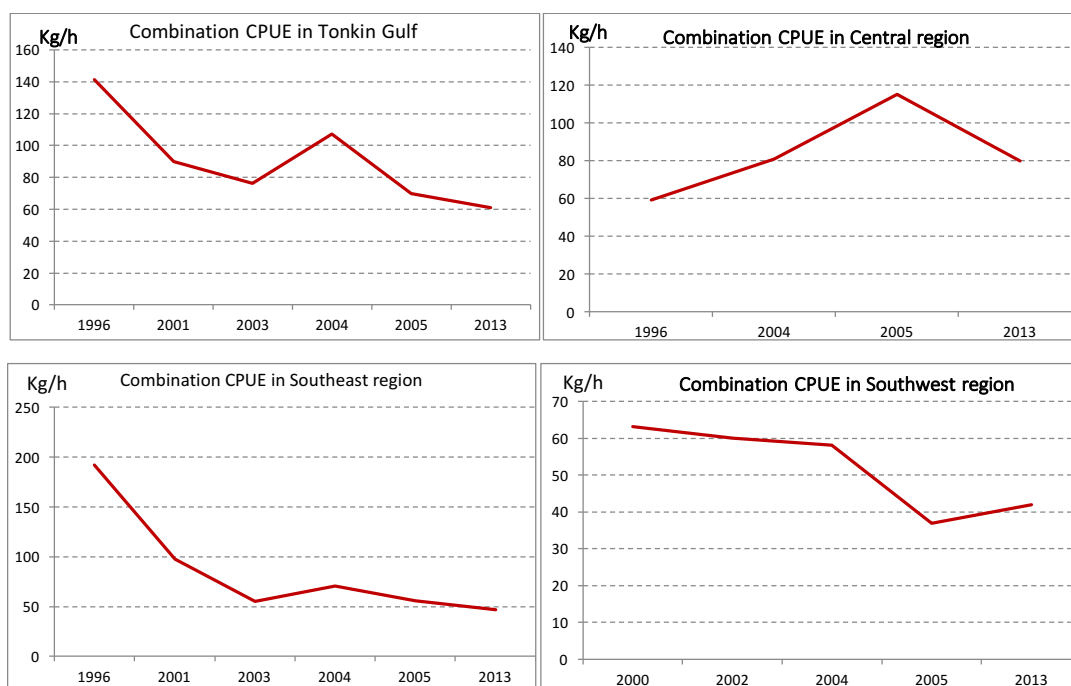 Kg/h
Combination CPUE in Tonkin Gulf
160
140
120
100
80
60
40
20
0
1996 2001 2003 2004 2005 2013
Kg/h
Combination CPUE in Central region
140
120
100
80
60
40
20
0
1996 2004 2005 2013
Kg/h
Combination CPUE in Southeast region
250
200
150
100
50
0
1996 2001 2003 2004 2005 2013
Kg/h
Combination CPUE in Southwest region
70
60
50
40
30
20
10
0
2000 2002 2004 2005 2013